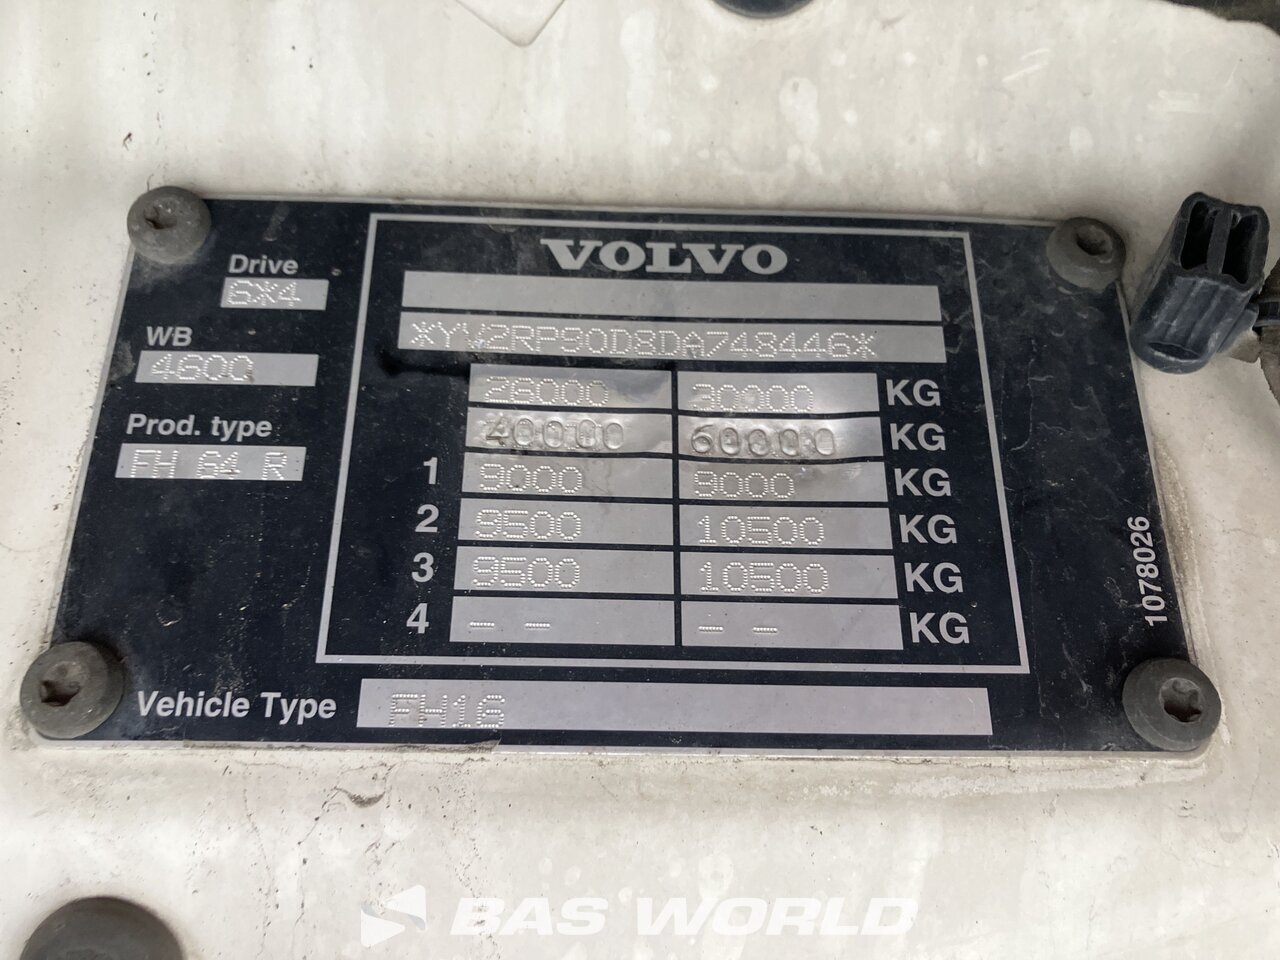 VOLVO
Drive
6X4
WB
4600
Prod. type
FH 64 R
*YV2RP90D8DA748446*
26000 30000 KG
40000 60000 KG
1 9000 9000 KG
2 9500 10500 KG
3 9500 10500 KG
4 - - - - KG
1078026
Vehicle Type FH16
BAS WORLD